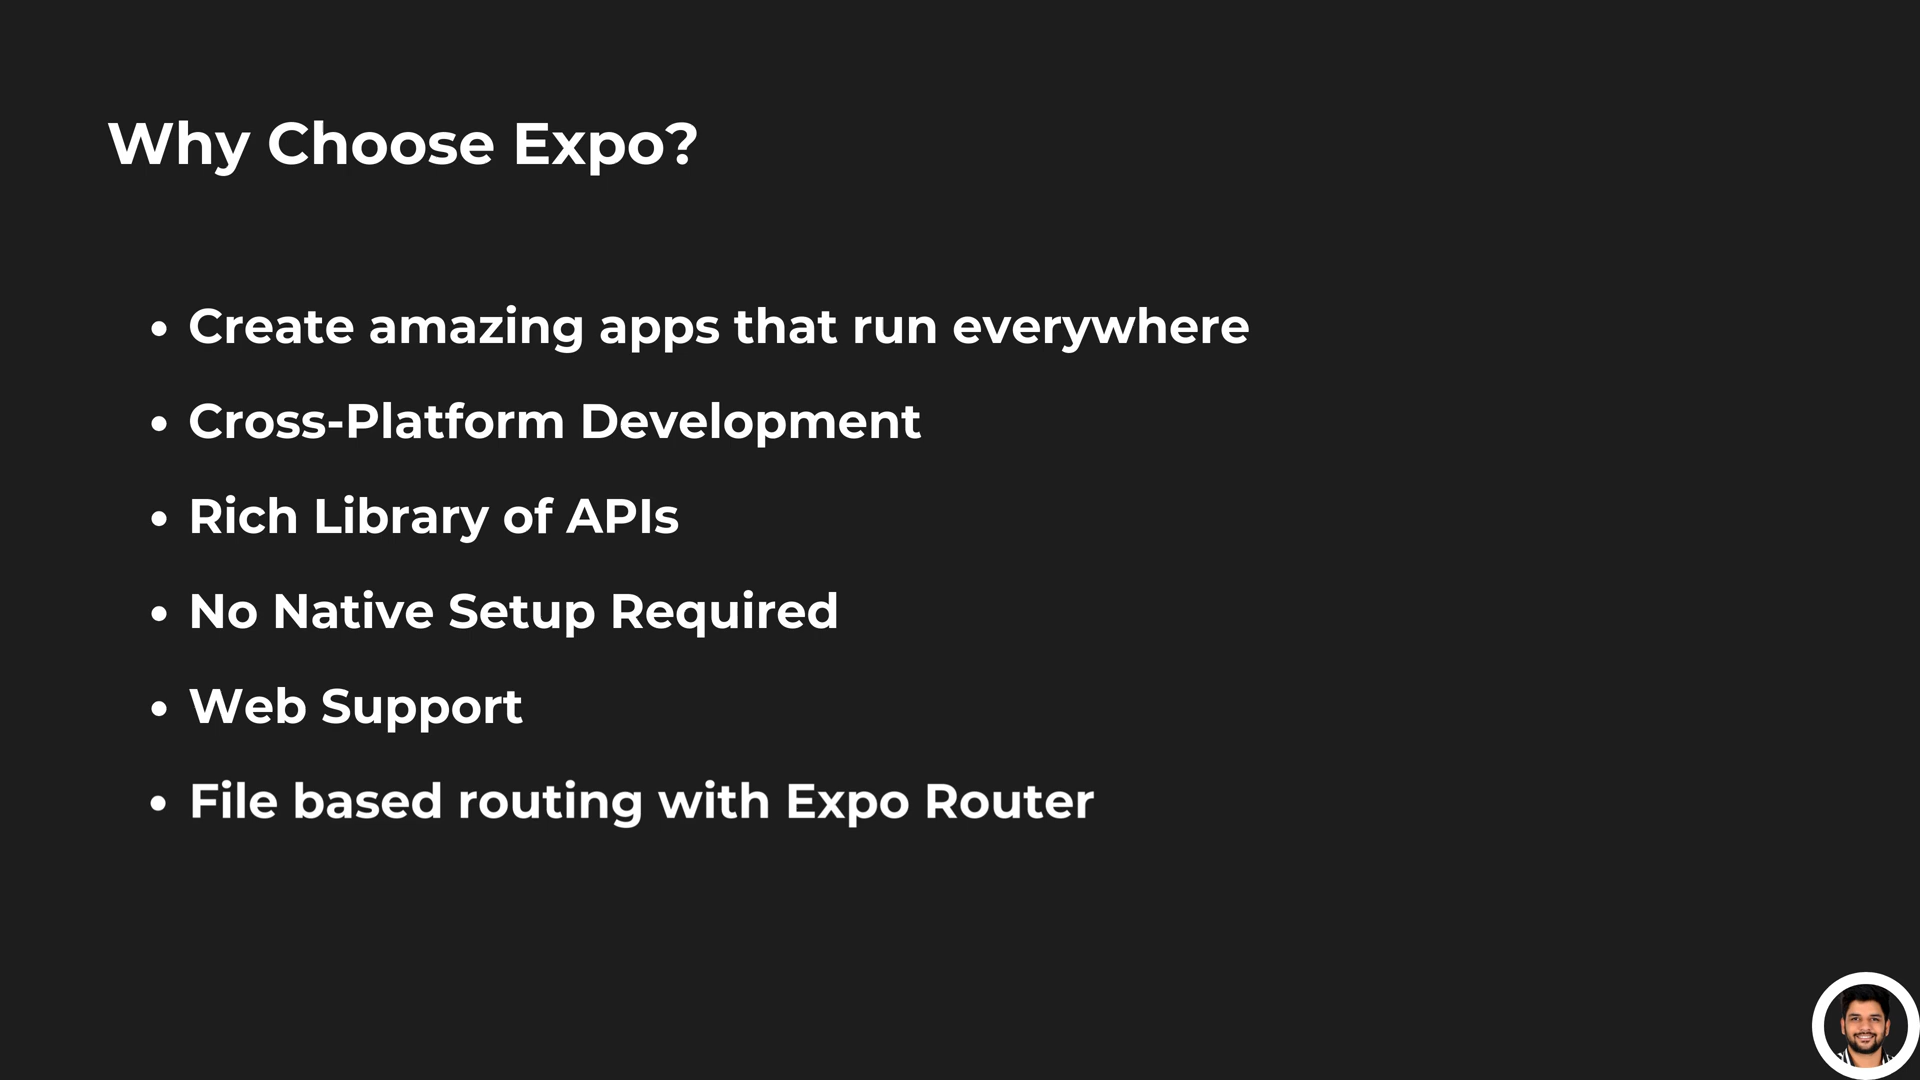 Why Choose Expo?
• Create amazing apps that run everywhere
• Cross-Platform Development
• Rich Library of APIs
• No Native Setup Required
• Web Support
• File based routing with Expo Router